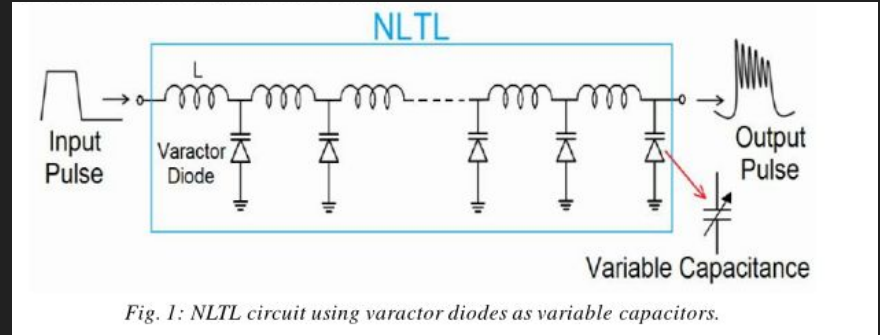 NLTL
L
Input
Pulse
Varactor
Diode
Output
Pulse
Variable Capacitance
Fig. 1: NLTL circuit using varactor diodes as variable capacitors.